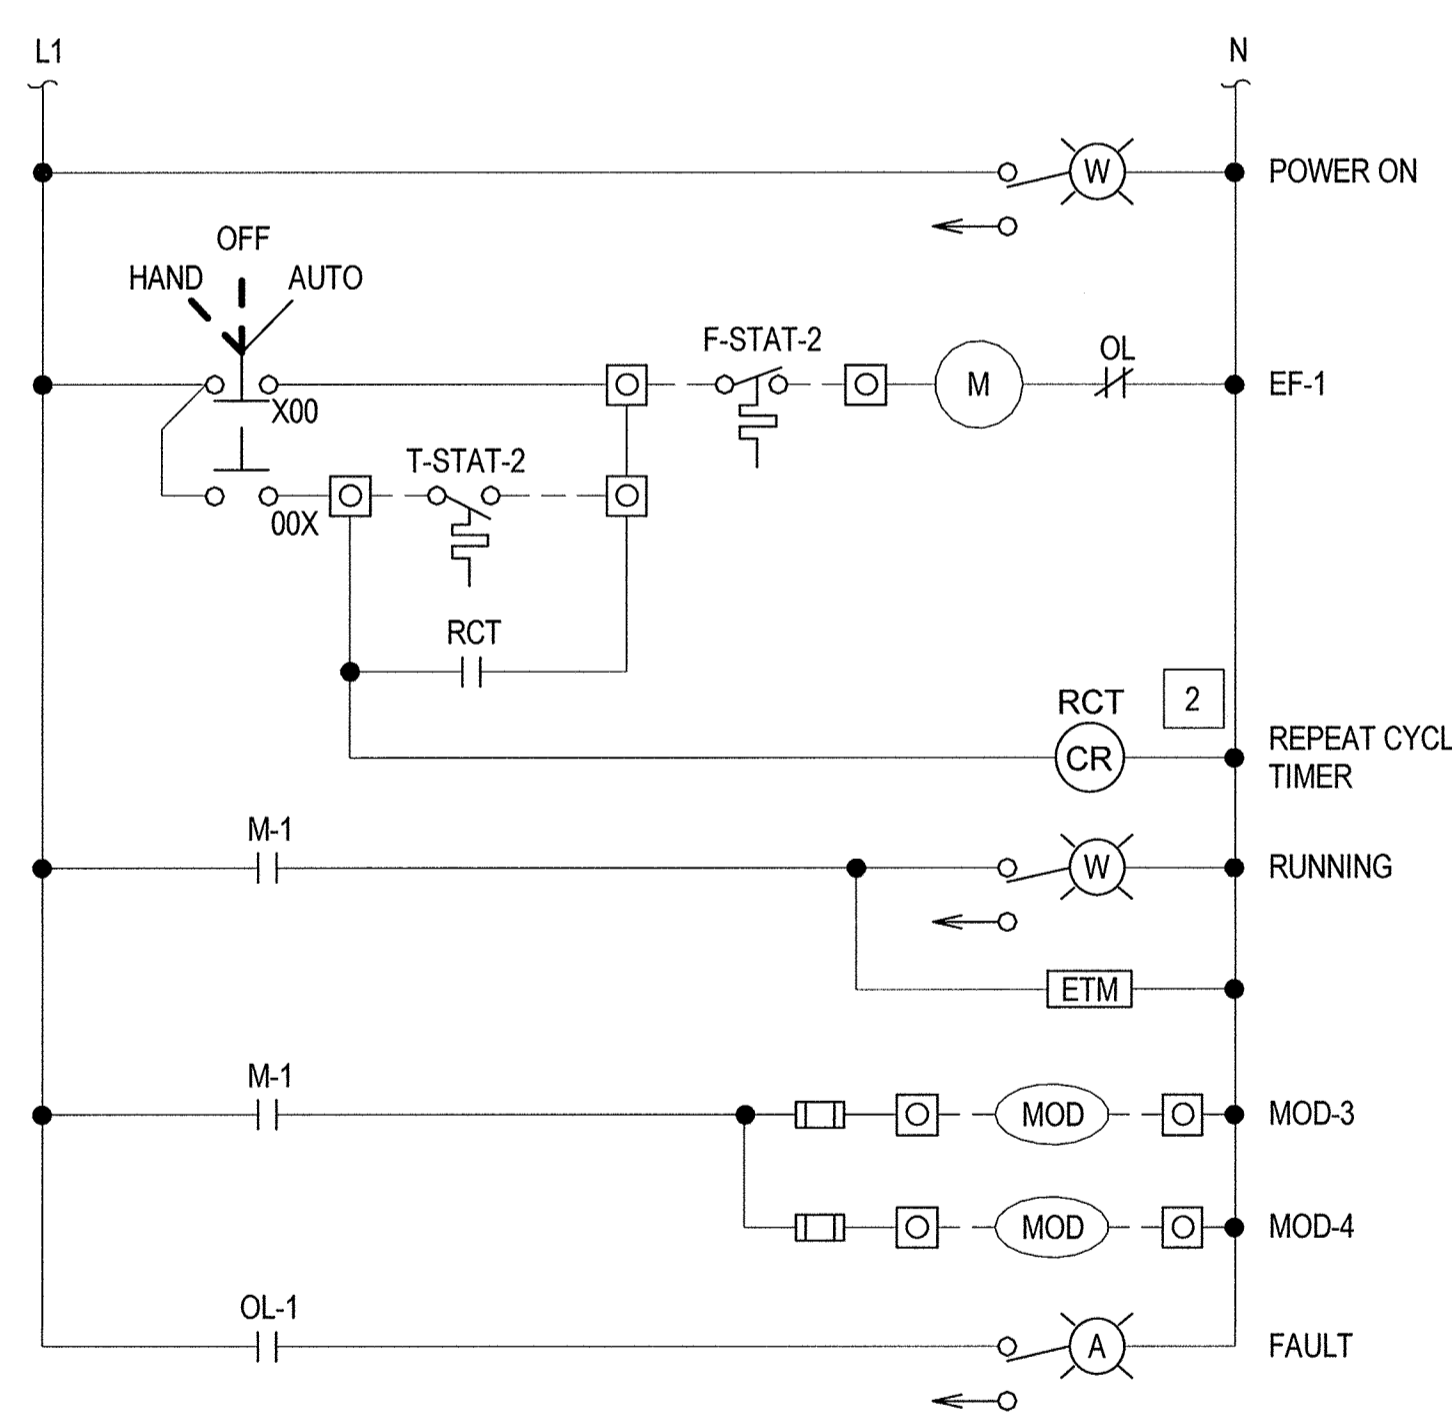 L1
N
W
POWER ON
OFF
HAND
AUTO
F-STAT-2
OL
M
EF-1
X00
T-STAT-2
00X
RCT
RCT
2
CR
REPEAT CYCL
TIMER
M-1
W
RUNNING
ETM
M-1
MOD
MOD-3
MOD
MOD-4
OL-1
A
FAULT